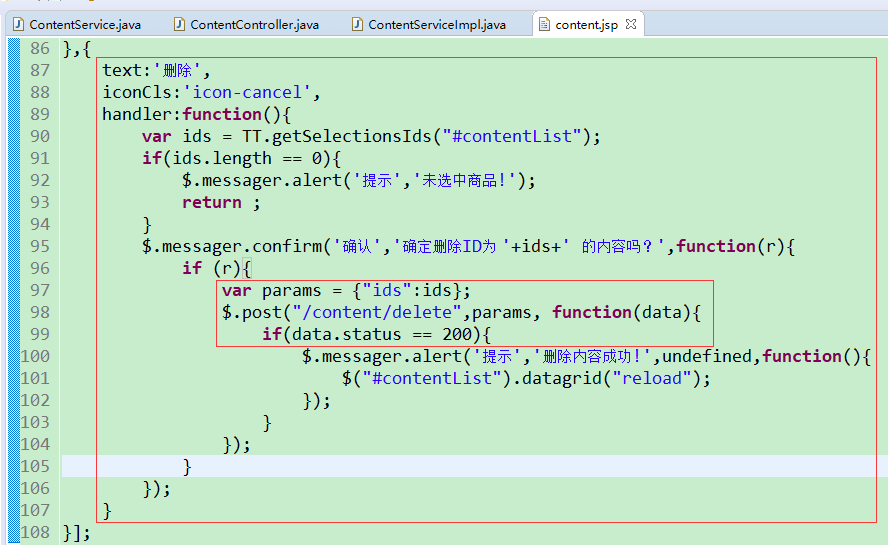 ContentService.java ContentController.java ContentServiceImpl.java content.jsp
86 },{
87     text:'删除',
88     iconCls:'icon-cancel',
89     handler:function(){
90         var ids = TT.getSelectionsIds("#contentList");
91         if(ids.length == 0){
92             $.messager.alert('提示','未选中商品!');
93             return ;
94         }
95         $.messager.confirm('确认','确定删除ID为 '+ids+' 的内容吗？',function(r){
96             if (r){
97                 var params = {"ids":ids};
98                 $.post("/content/delete",params, function(data){
99                     if(data.status == 200){
100                         $.messager.alert('提示','删除内容成功!',undefined,function(){
101                             $("#contentList").datagrid("reload");
102                         });
103                     }
104                 });
105             }
106         });
107     }
108 }];